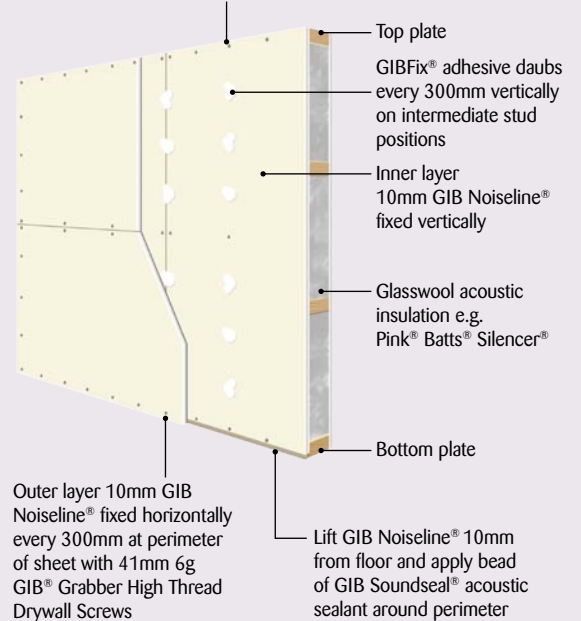 Top plate
GIBFix® adhesive daubs
every 300mm vertically
on intermediate stud
positions
Inner layer
10mm GIB Noiseline®
fixed vertically
Glasswool acoustic
insulation e.g.
Pink® Batts® Silencer®
Bottom plate
Outer layer 10mm GIB
Noiseline® fixed horizontally
every 300mm at perimeter
of sheet with 41mm 6g
GIB® Grabber High Thread
Drywall Screws
Lift GIB Noiseline® 10mm
from floor and apply bead
of GIB Soundseal® acoustic
sealant around perimeter